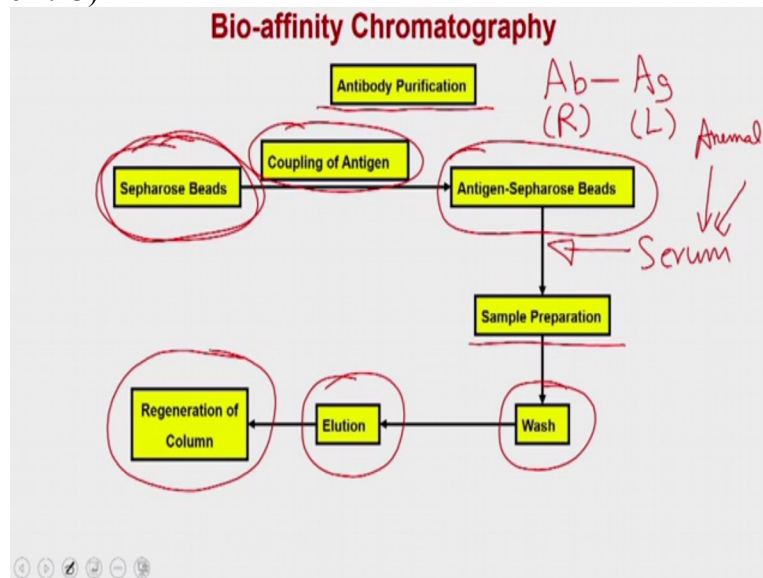 Bio-affinity Chromatography
Antibody Purification
Ab — Ag
(R) (L)
Animal
Coupling of Antigen
Sepharose Beads
Antigen-Sepharose Beads
Serum
Sample Preparation
Regeneration of
Column
Elution
Wash